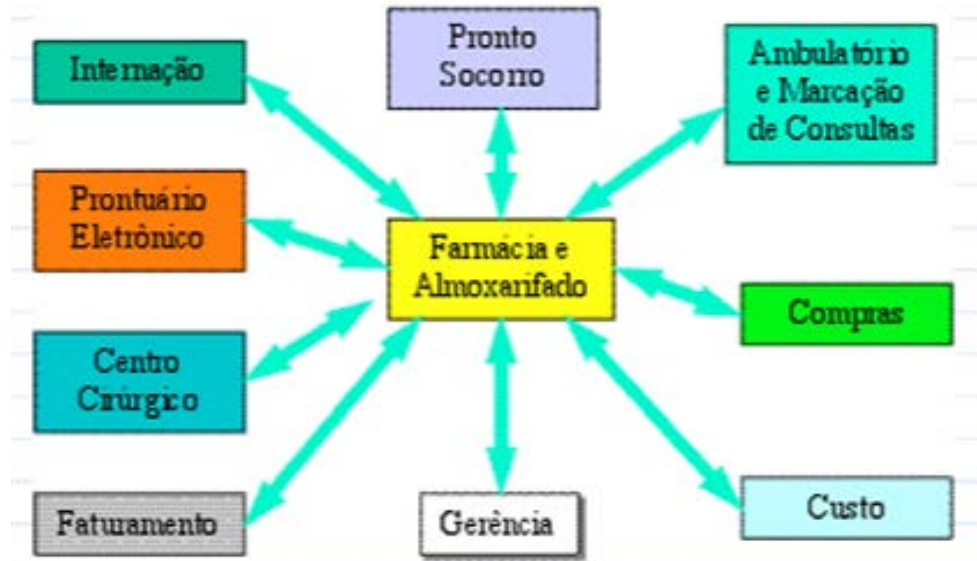 Internação
Pronto
Socorro
Ambulatório
e Marcação
de Consultas
Prontuário
Eletrônico
Farmácia e
Almoxarifado
Compras
Centro
Cirúrgico
Faturamento
Gerência
Custo